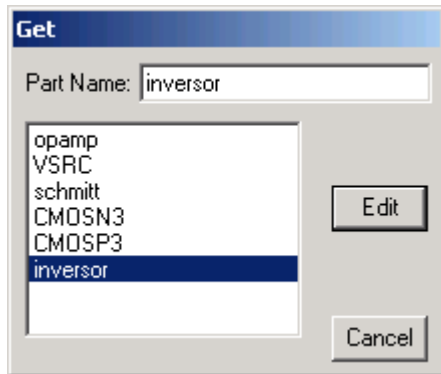 Get
Part Name: inversor
opamp
VSRC
schmitt
CMOSN3
CMOSP3
inversor
Edit
Cancel